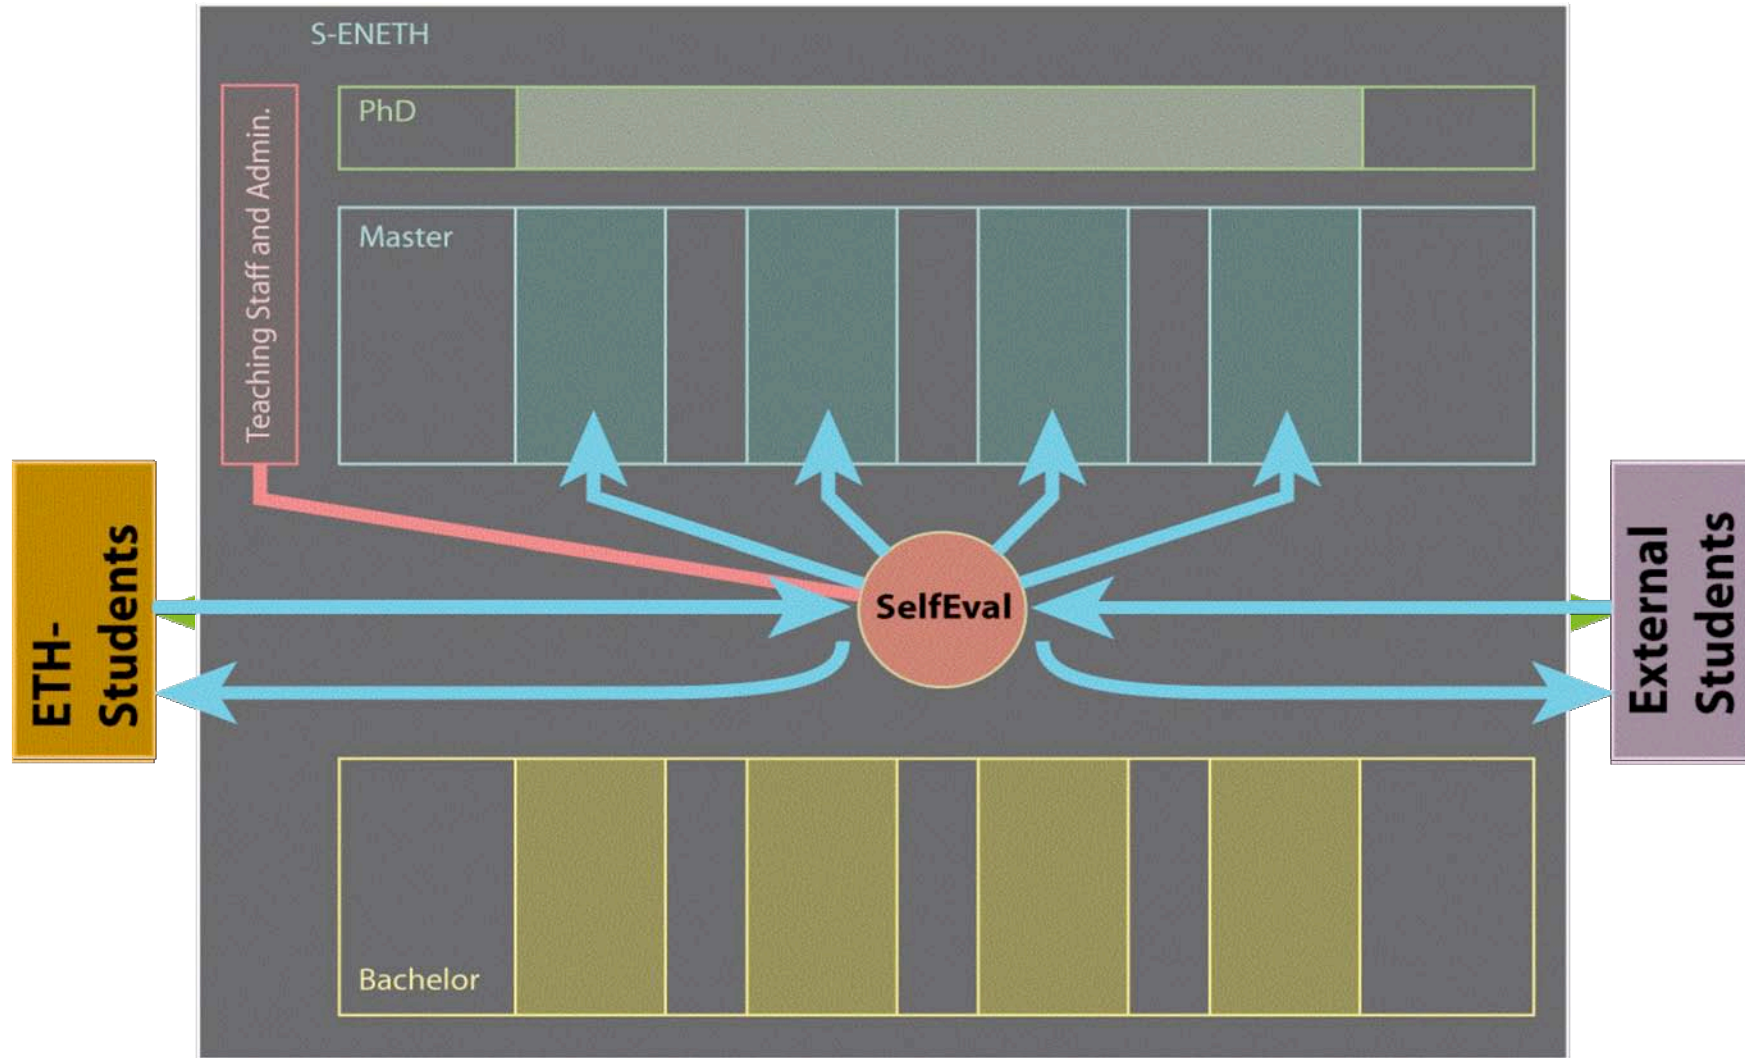 S-ENETH
PhD
Teaching Staff and Admin.
Master
ETH-
Students
SelfEval
External
Students
Bachelor